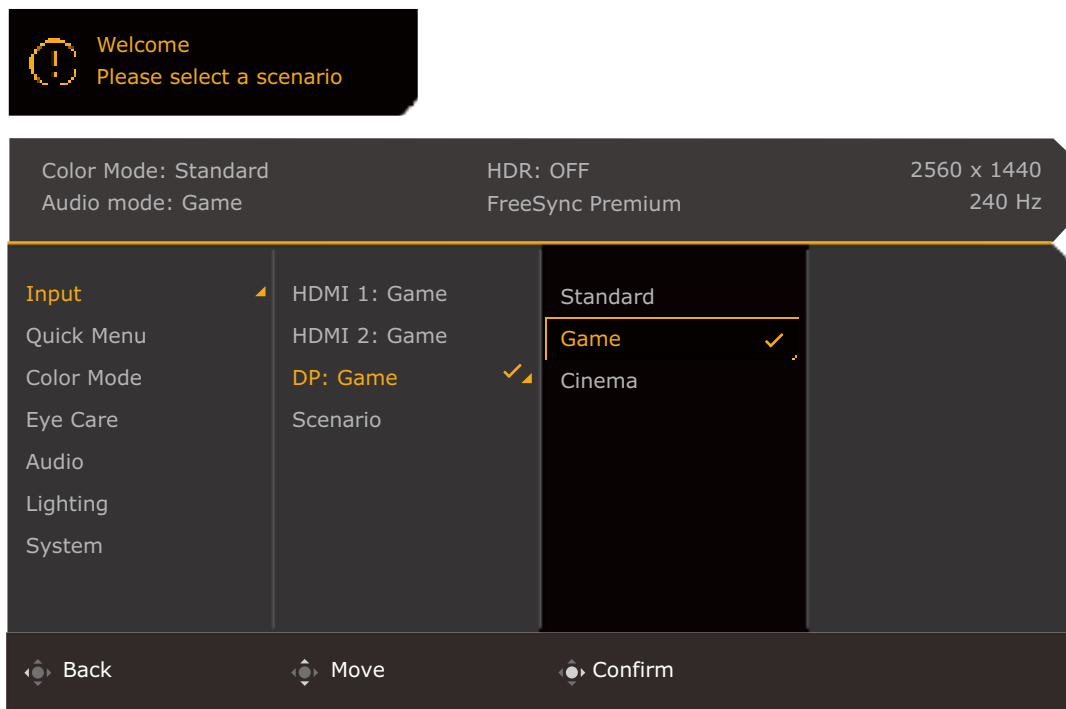 Welcome
Please select a scenario
Color Mode: Standard
Audio mode: Game
HDR: OFF
FreeSync Premium
2560 x 1440
240 Hz
Input
Quick Menu
Color Mode
Eye Care
Audio
Lighting
System
HDMI 1: Game
HDMI 2: Game
DP: Game
Scenario
Standard
Game
Cinema
Back
Move
Confirm